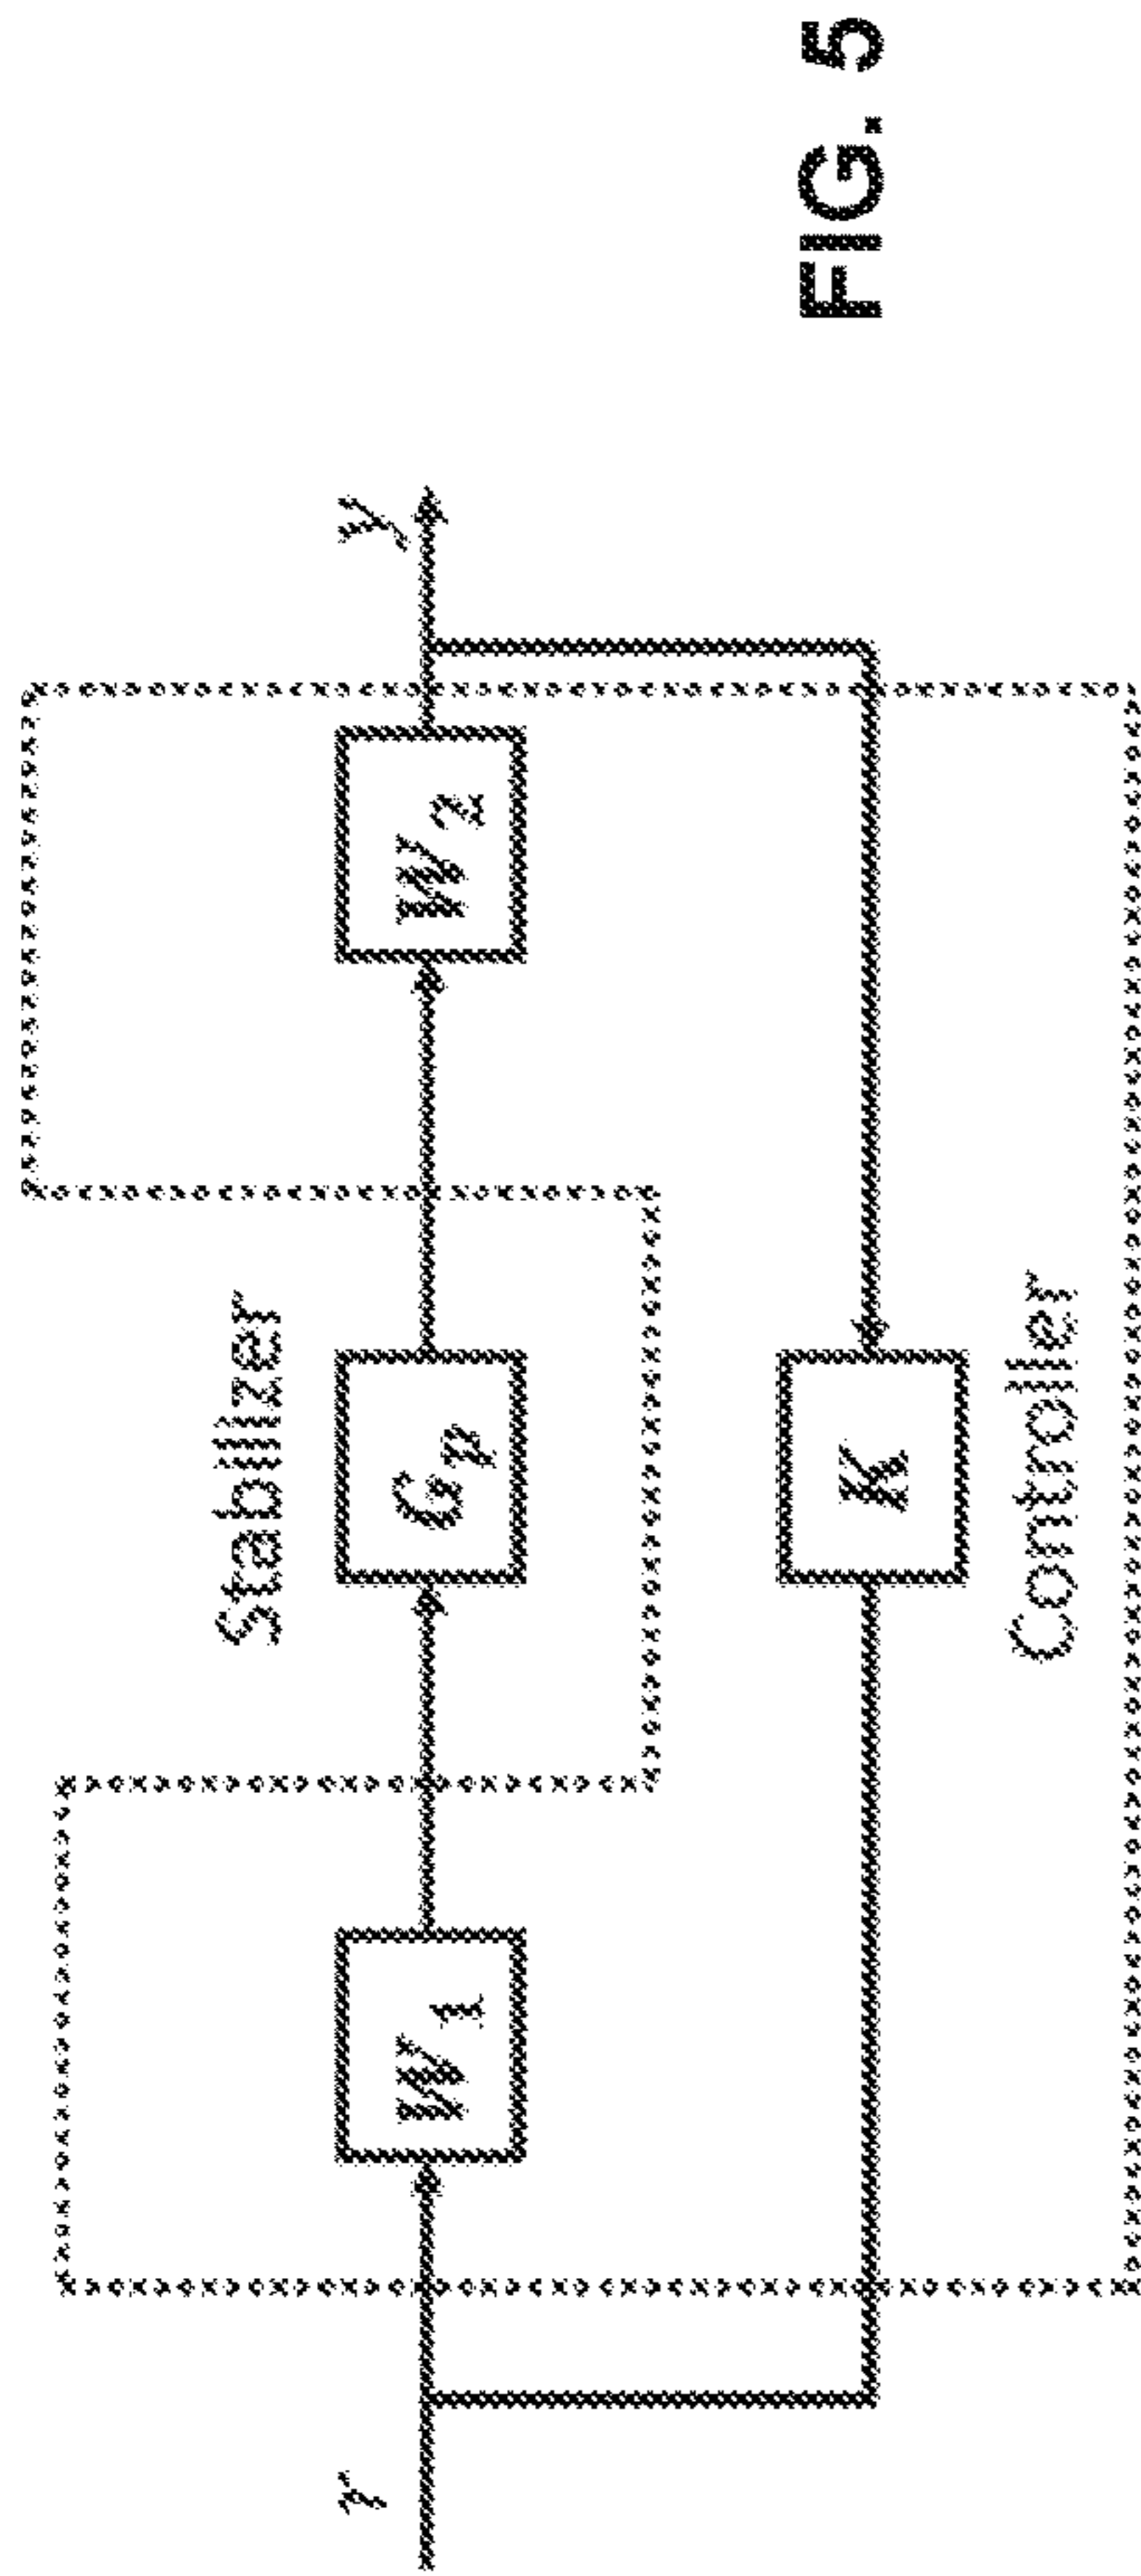 Stabilizer
r
W1
Gp
W2
y
K
Controller
FIG. 5